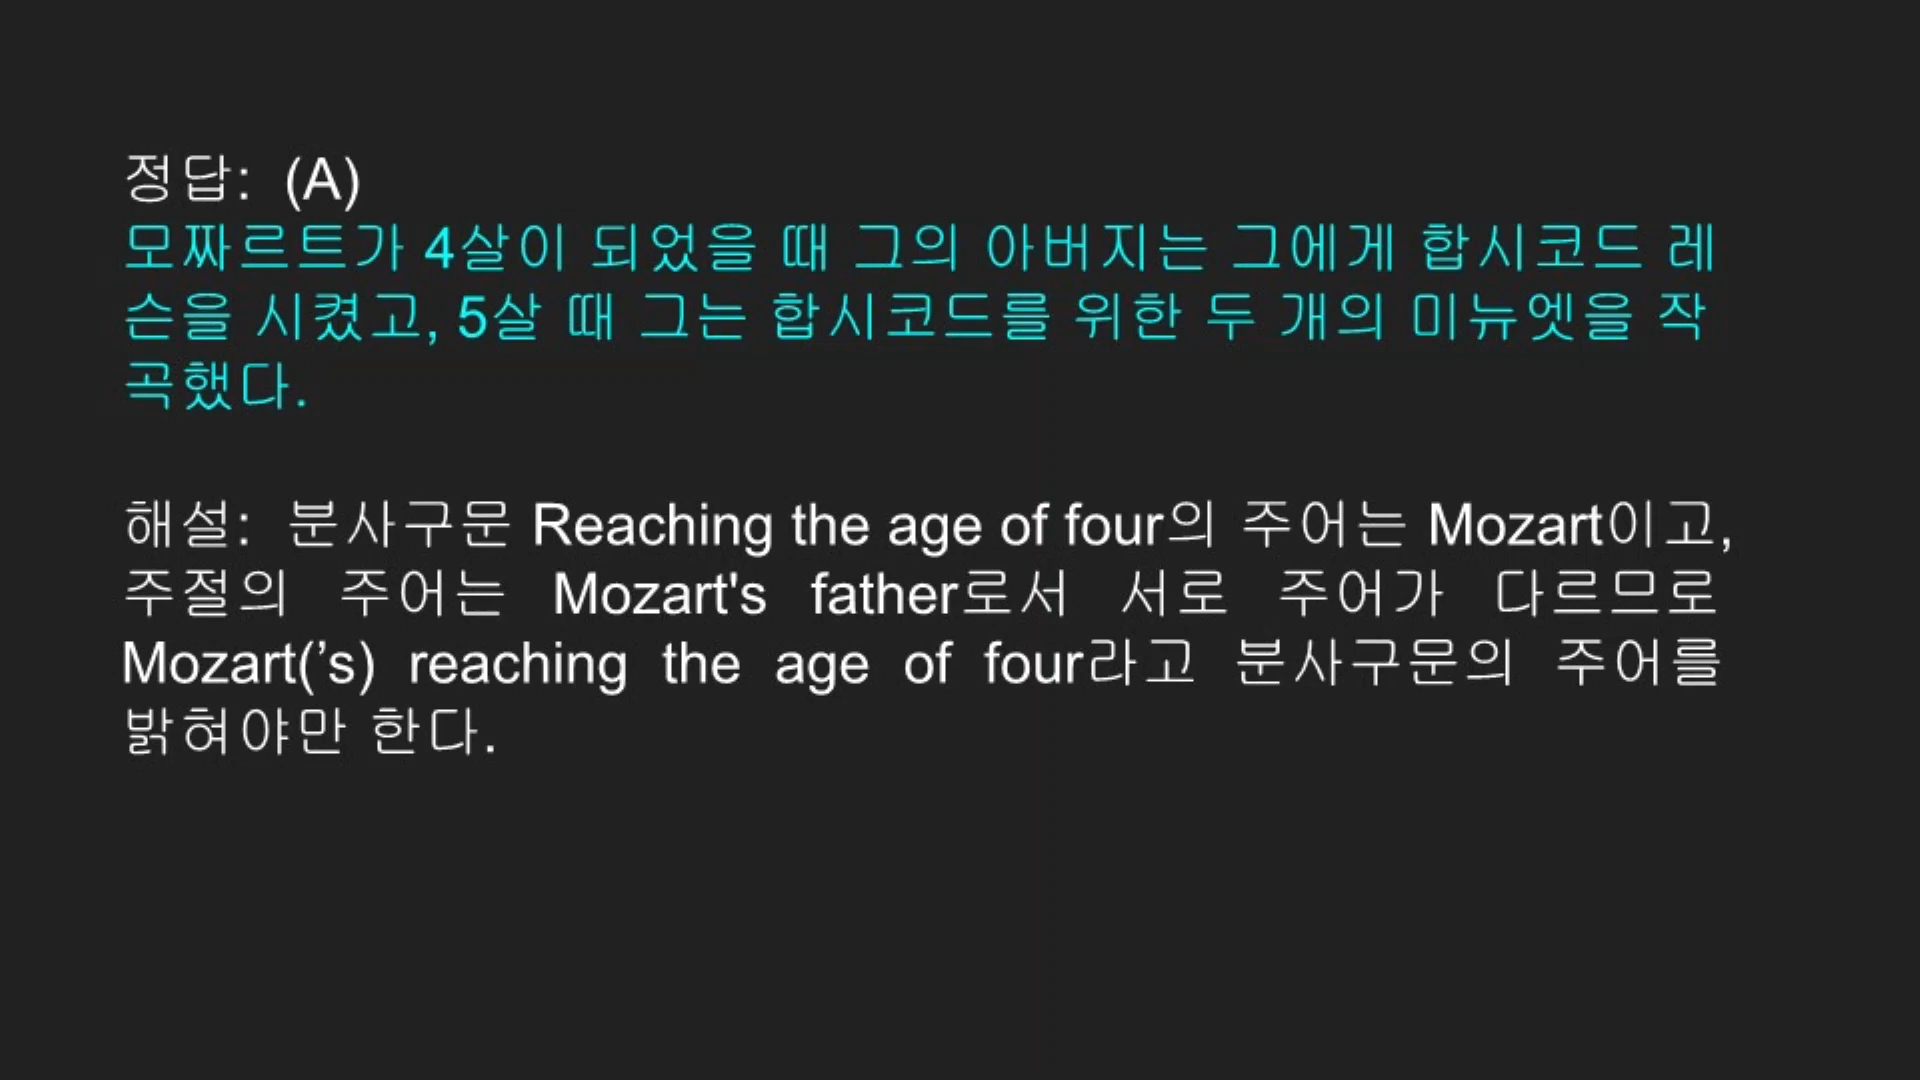 정답: (A)
모짜르트가 4살이 되었을 때 그의 아버지는 그에게 합시코드 레
슨을 시켰고, 5살 때 그는 합시코드를 위한 두 개의 미뉴엣을 작
곡했다.
해설: 분사구문 Reaching the age of four의 주어는 Mozart이고,
주절의 주어는 Mozart's father로서 서로 주어가 다르므로
Mozart(’s) reaching the age of four라고 분사구문의 주어를
밝혀야만 한다.